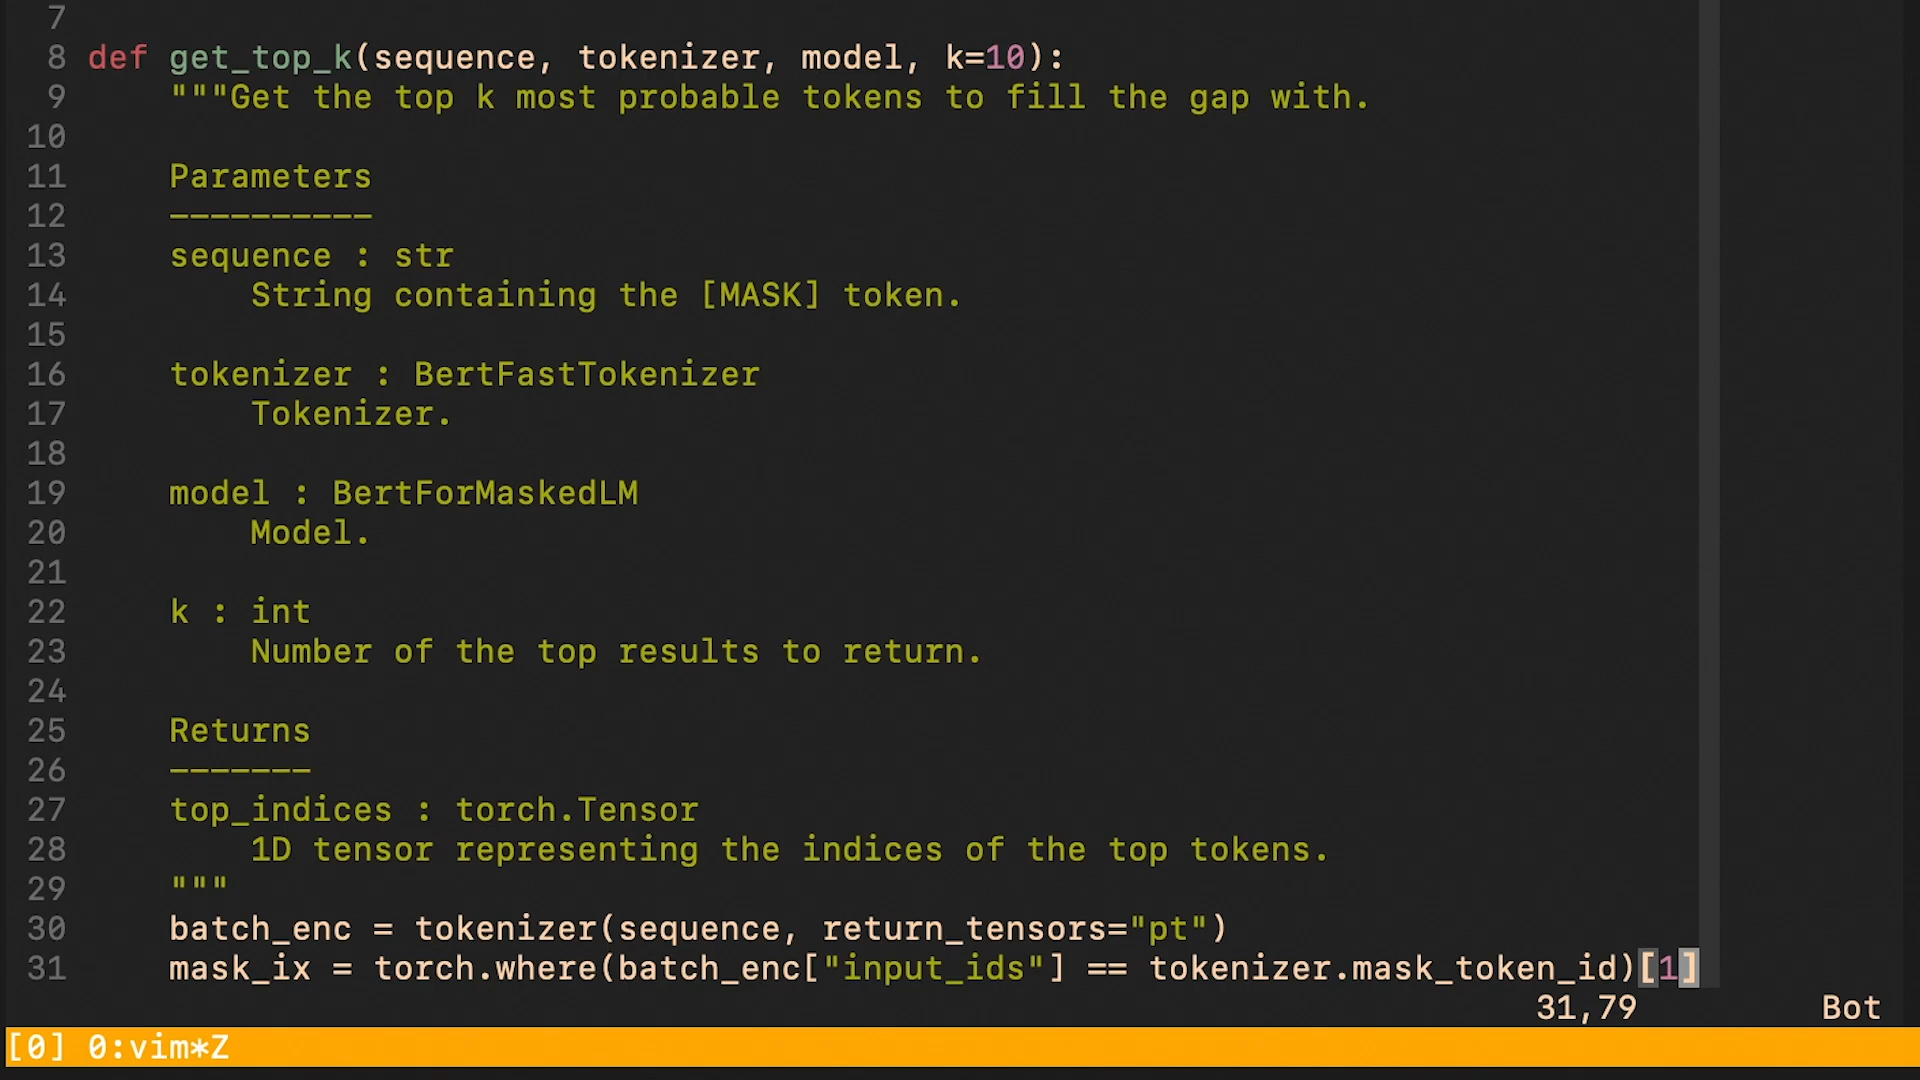 7
8 def get_top_k(sequence, tokenizer, model, k=10):
9     """Get the top k most probable tokens to fill the gap with.
10
11     Parameters
12     ----------
13     sequence : str
14         String containing the [MASK] token.
15
16     tokenizer : BertFastTokenizer
17         Tokenizer.
18
19     model : BertForMaskedLM
20         Model.
21
22     k : int
23         Number of the top results to return.
24
25     Returns
26     -------
27     top_indices : torch.Tensor
28         1D tensor representing the indices of the top tokens.
29     """
30     batch_enc = tokenizer(sequence, return_tensors="pt")
31     mask_ix = torch.where(batch_enc["input_ids"] == tokenizer.mask_token_id)[1]
31,79 Bot
[0] 0:vim*Z